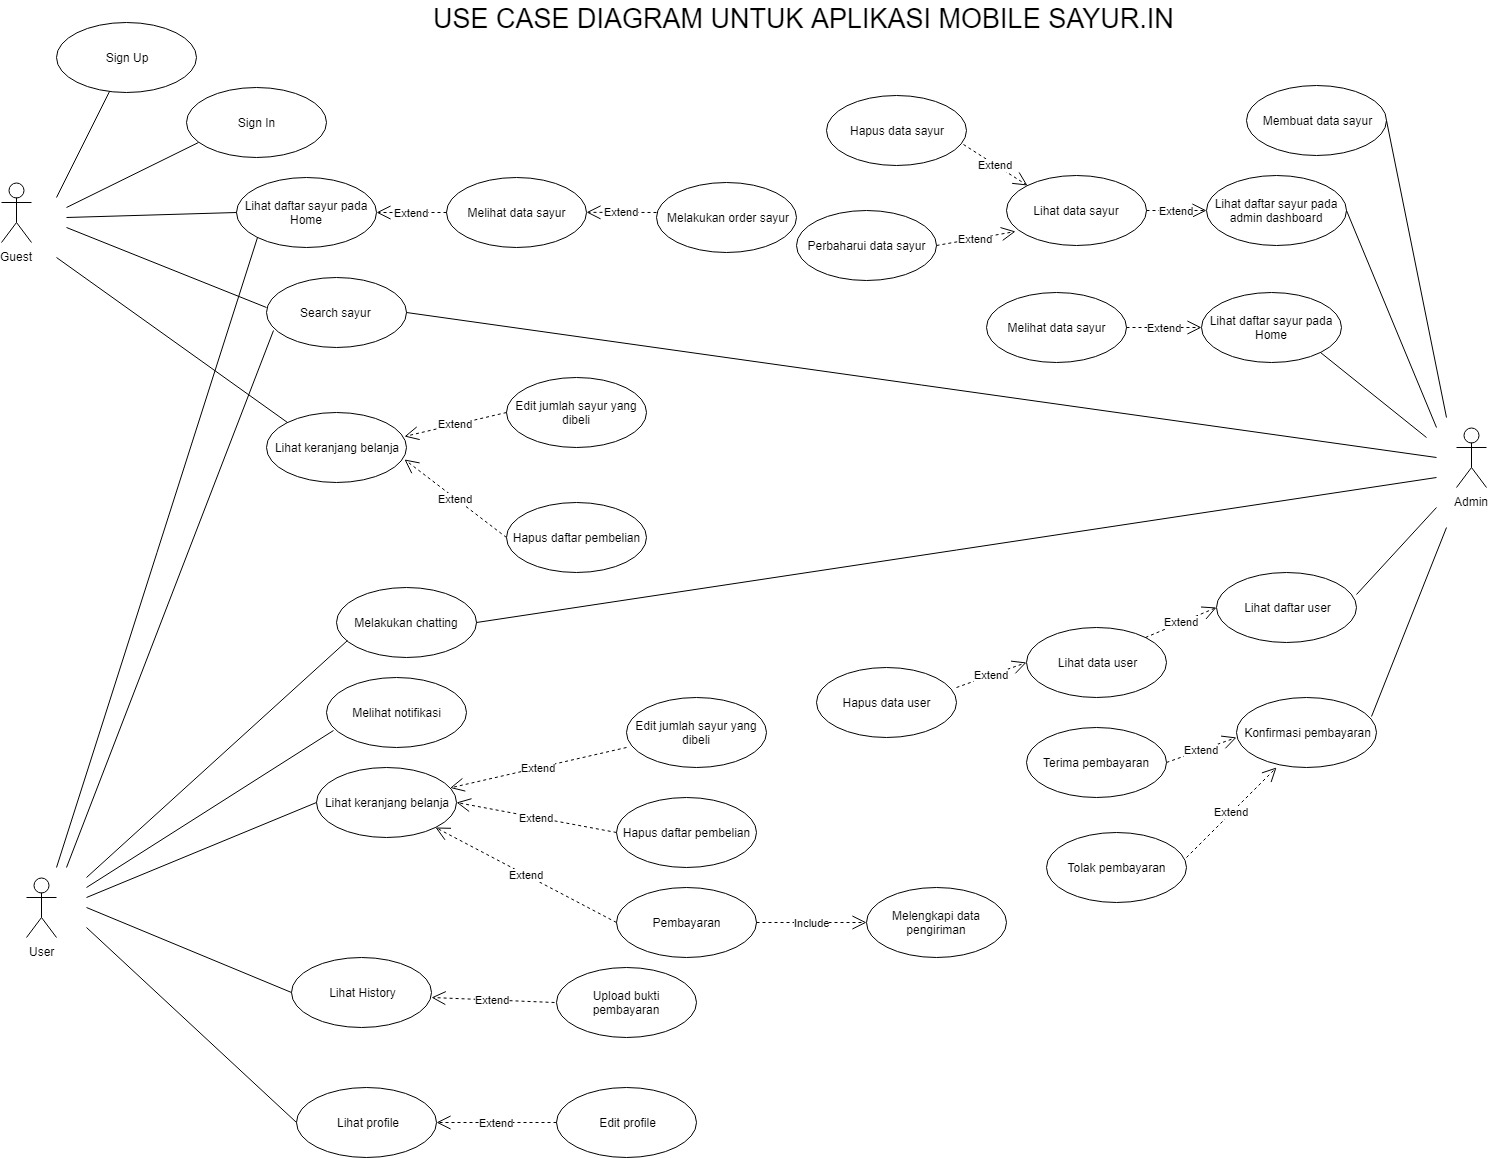 USE CASE DIAGRAM UNTUK APLIKASI MOBILE SAYUR.IN
Sign Up
Sign In
Guest
Lihat daftar sayur pada
Home
Extend
Melihat data sayur
Extend
Melakukan order sayur
Search sayur
Lihat keranjang belanja
Extend
Edit jumlah sayur yang
dibeli
Extend
Hapus daftar pembelian
Hapus data sayur
Extend
Perbaharui data sayur
Extend
Lihat data sayur
Extend
Lihat daftar sayur pada
admin dashboard
Membuat data sayur
Melihat data sayur
Extend
Lihat daftar sayur pada
Home
Admin
Melakukan chatting
Melihat notifikasi
Lihat keranjang belanja
Extend
Edit jumlah sayur yang
dibeli
Extend
Hapus daftar pembelian
Extend
Pembayaran
Include
Melengkapi data
pengiriman
User
Lihat History
Extend
Upload bukti
pembayaran
Lihat profile
Extend
Edit profile
Hapus data user
Extend
Lihat data user
Extend
Lihat daftar user
Terima pembayaran
Extend
Konfirmasi pembayaran
Extend
Tolak pembayaran